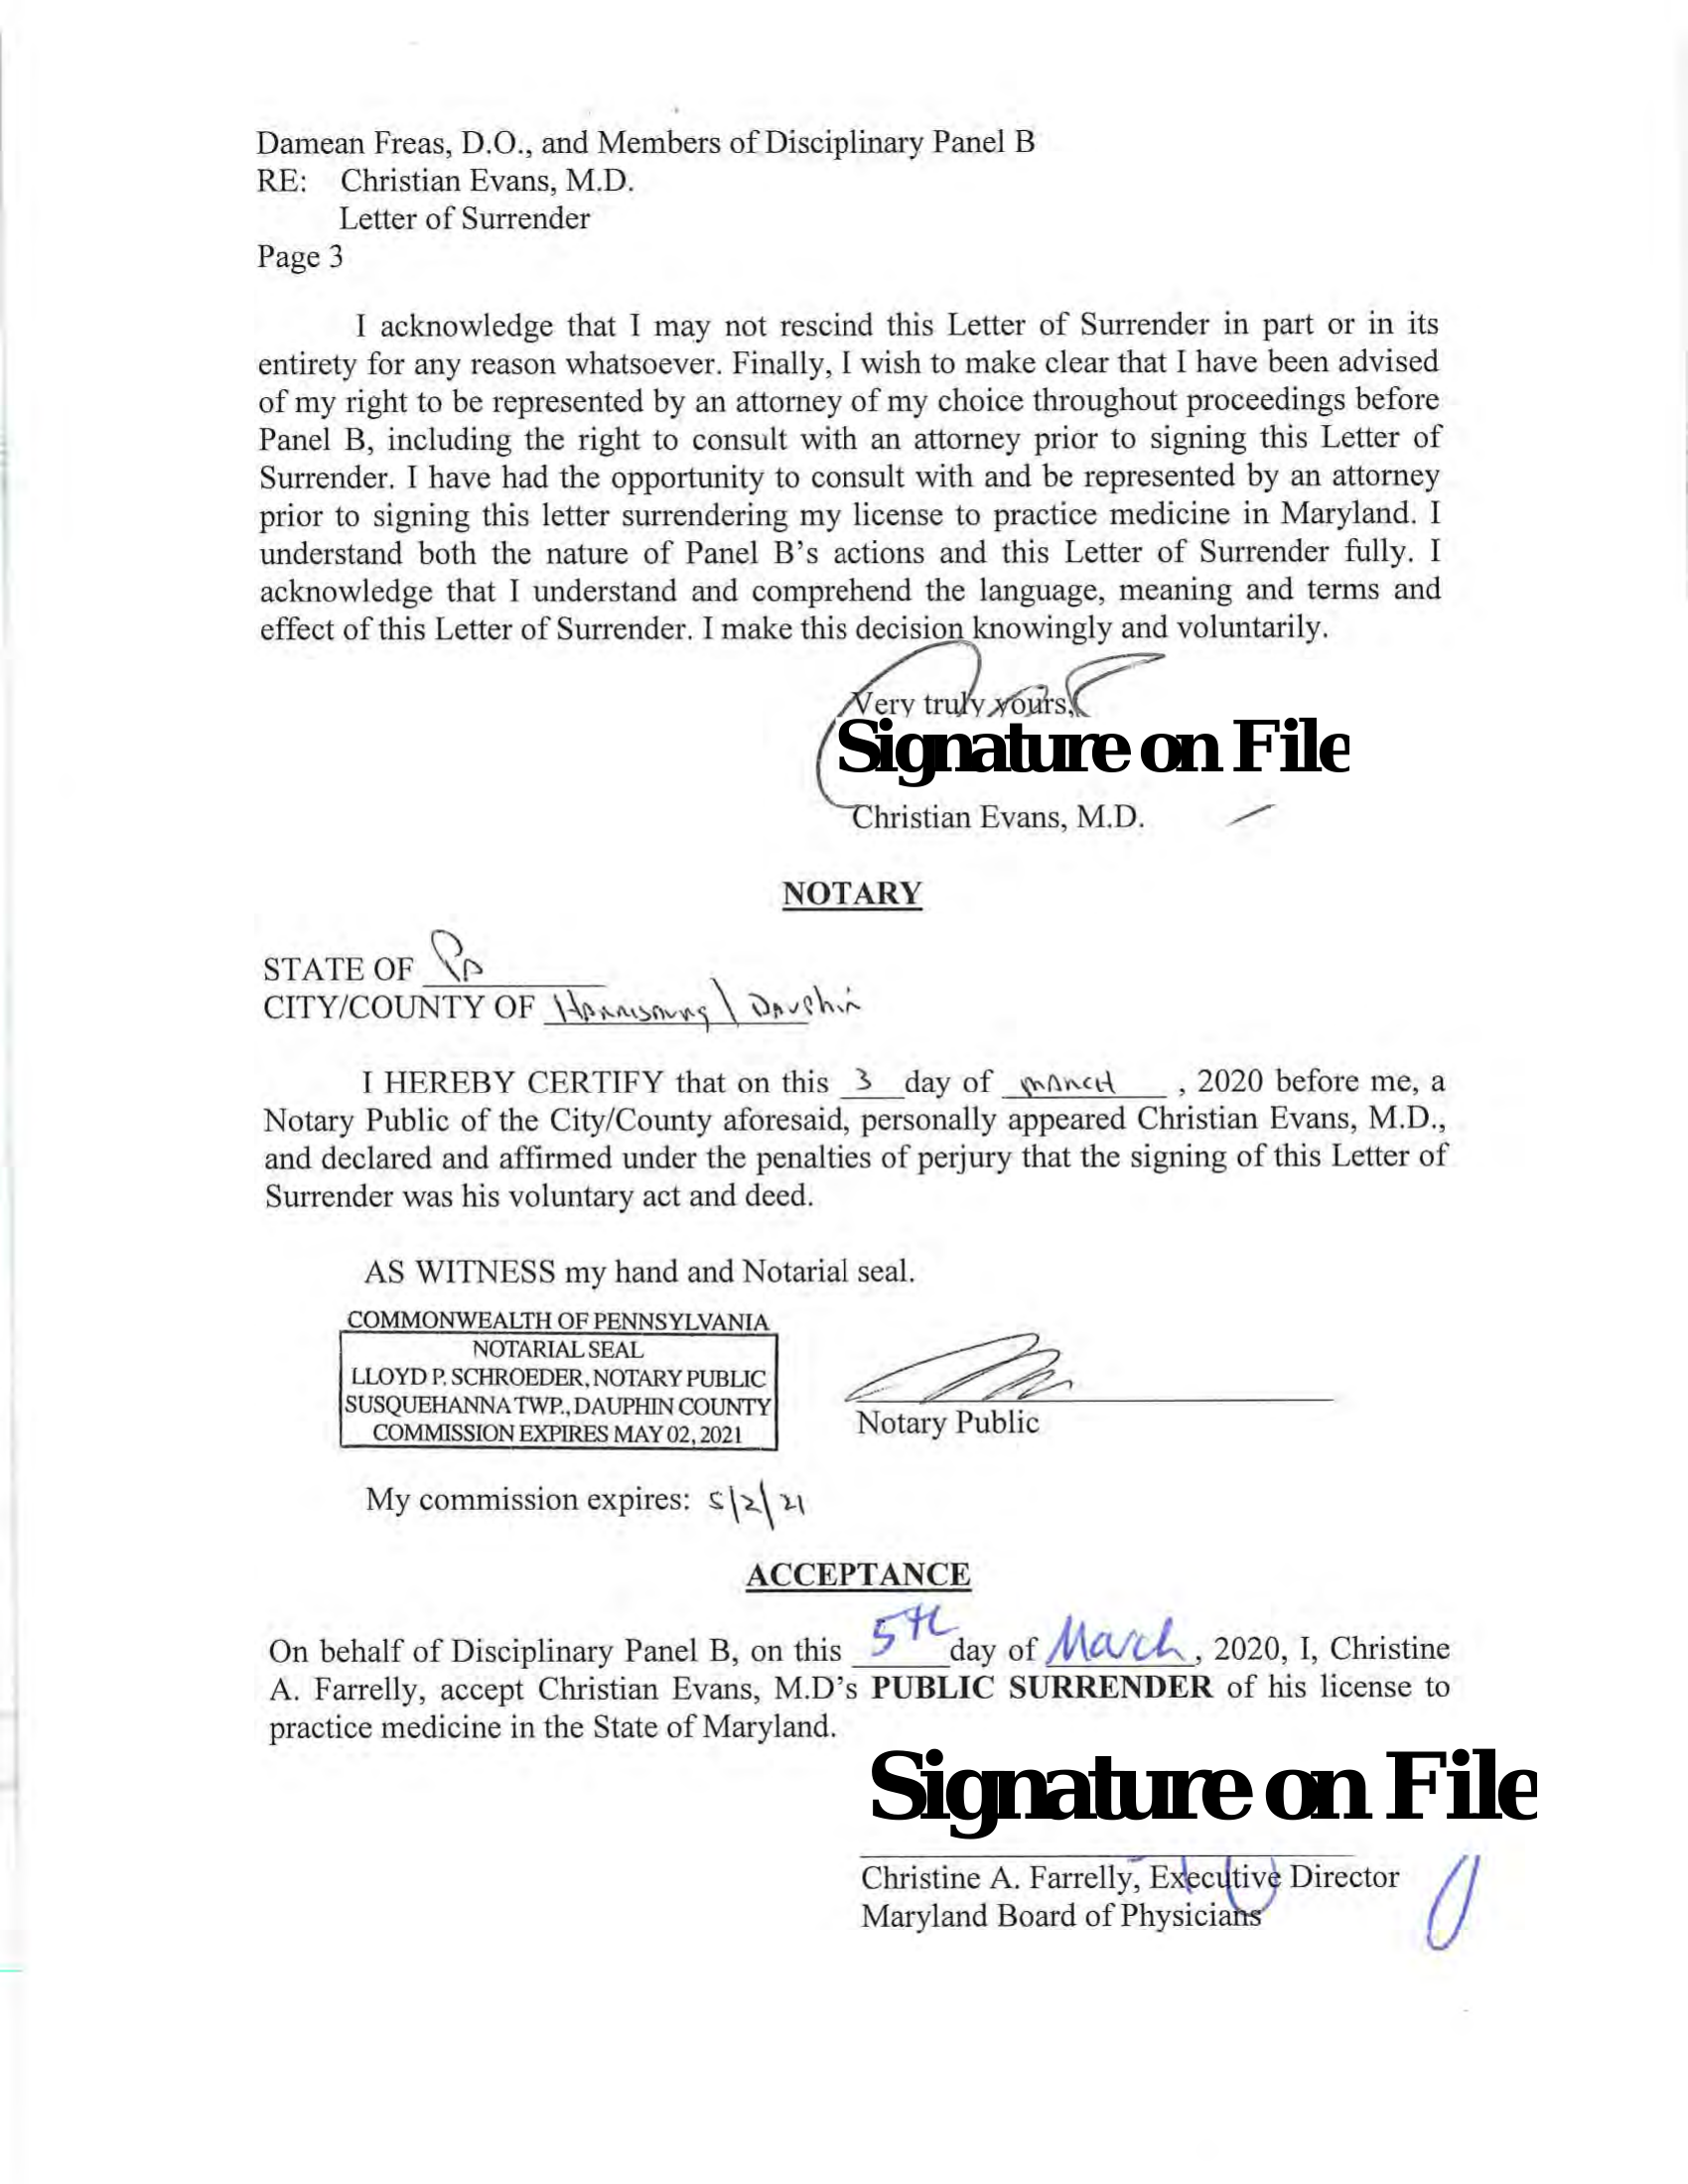 Damean Freas, D.O., and Members of Disciplinary Panel B
RE: Christian Evans, M.D.
Letter of Surrender
Page 3
I acknowledge that I may not rescind this Letter of Surrender in part or in its
entirety for any reason whatsoever. Finally, I wish to make clear that I have been advised
of my right to be represented by an attorney of my choice throughout proceedings before
Panel B, including the right to consult with an attorney prior to signing this Letter of
Surrender. I have had the opportunity to consult with and be represented by an attorney
prior to signing this letter surrendering my license to practice medicine in Maryland. I
understand both the nature of Panel B's actions and this Letter of Surrender fully. I
acknowledge that I understand and comprehend the language, meaning and terms and
effect of this Letter of Surrender. I make this decision knowingly and voluntarily.
Very truly yours,
Signature on File
Christian Evans, M.D.
NOTARY
STATE OF PA
CITY/COUNTY OF Harrisburg \ Dauphin
I HEREBY CERTIFY that on this 3 day of MARCH , 2020 before me, a
Notary Public of the City/County aforesaid, personally appeared Christian Evans, M.D.,
and declared and affirmed under the penalties of perjury that the signing of this Letter of
Surrender was his voluntary act and deed.
AS WITNESS my hand and Notarial seal.
COMMONWEALTH OF PENNSYLVANIA
NOTARIAL SEAL
LLOYD P. SCHROEDER, NOTARY PUBLIC
SUSQUEHANNA TWP., DAUPHIN COUNTY
COMMISSION EXPIRES MAY 02, 2021
Notary Public
My commission expires: 5\2\21
ACCEPTANCE
On behalf of Disciplinary Panel B, on this 5th day of March, 2020, I, Christine
A. Farrelly, accept Christian Evans, M.D's PUBLIC SURRENDER of his license to
practice medicine in the State of Maryland.
Signature on File
Christine A. Farrelly, Executive Director
Maryland Board of Physicians